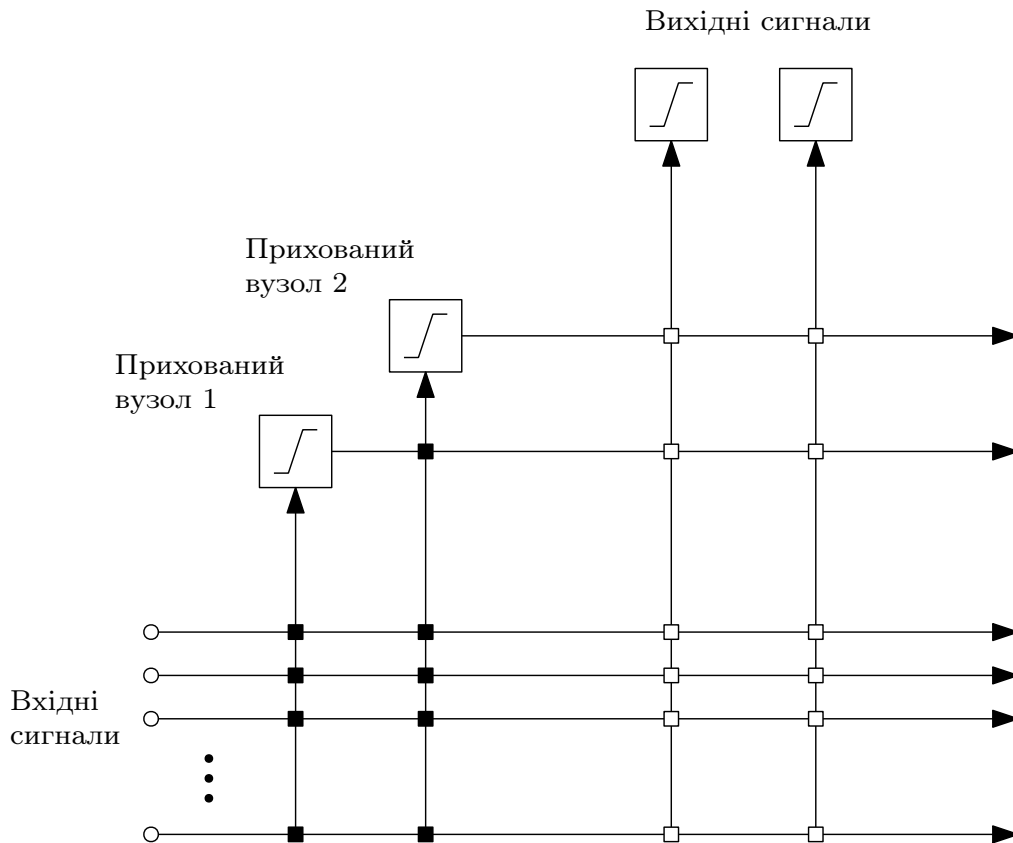 Вихідні сигнали
Прихований
вузол 2
Прихований
вузол 1
Вхідні
сигнали